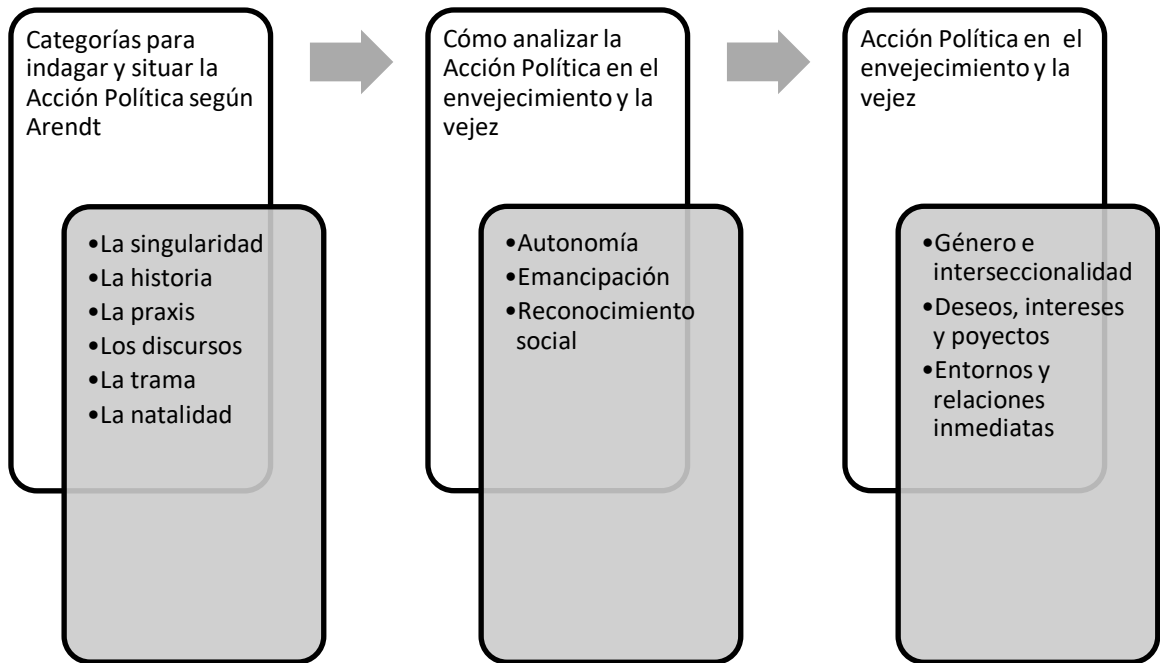 Categorías para
indagar y situar la
Acción Política según
Arendt
•La singularidad
•La historia
•La praxis
•Los discursos
•La trama
•La natalidad
Cómo analizar la
Acción Política en el
envejecimiento y la
vejez
•Autonomía
•Emancipación
•Reconocimiento
social
Acción Política en el
envejecimiento y la
vejez
•Género e
interseccionalidad
•Deseos, intereses
y poyectos
•Entornos y
relaciones
inmediatas